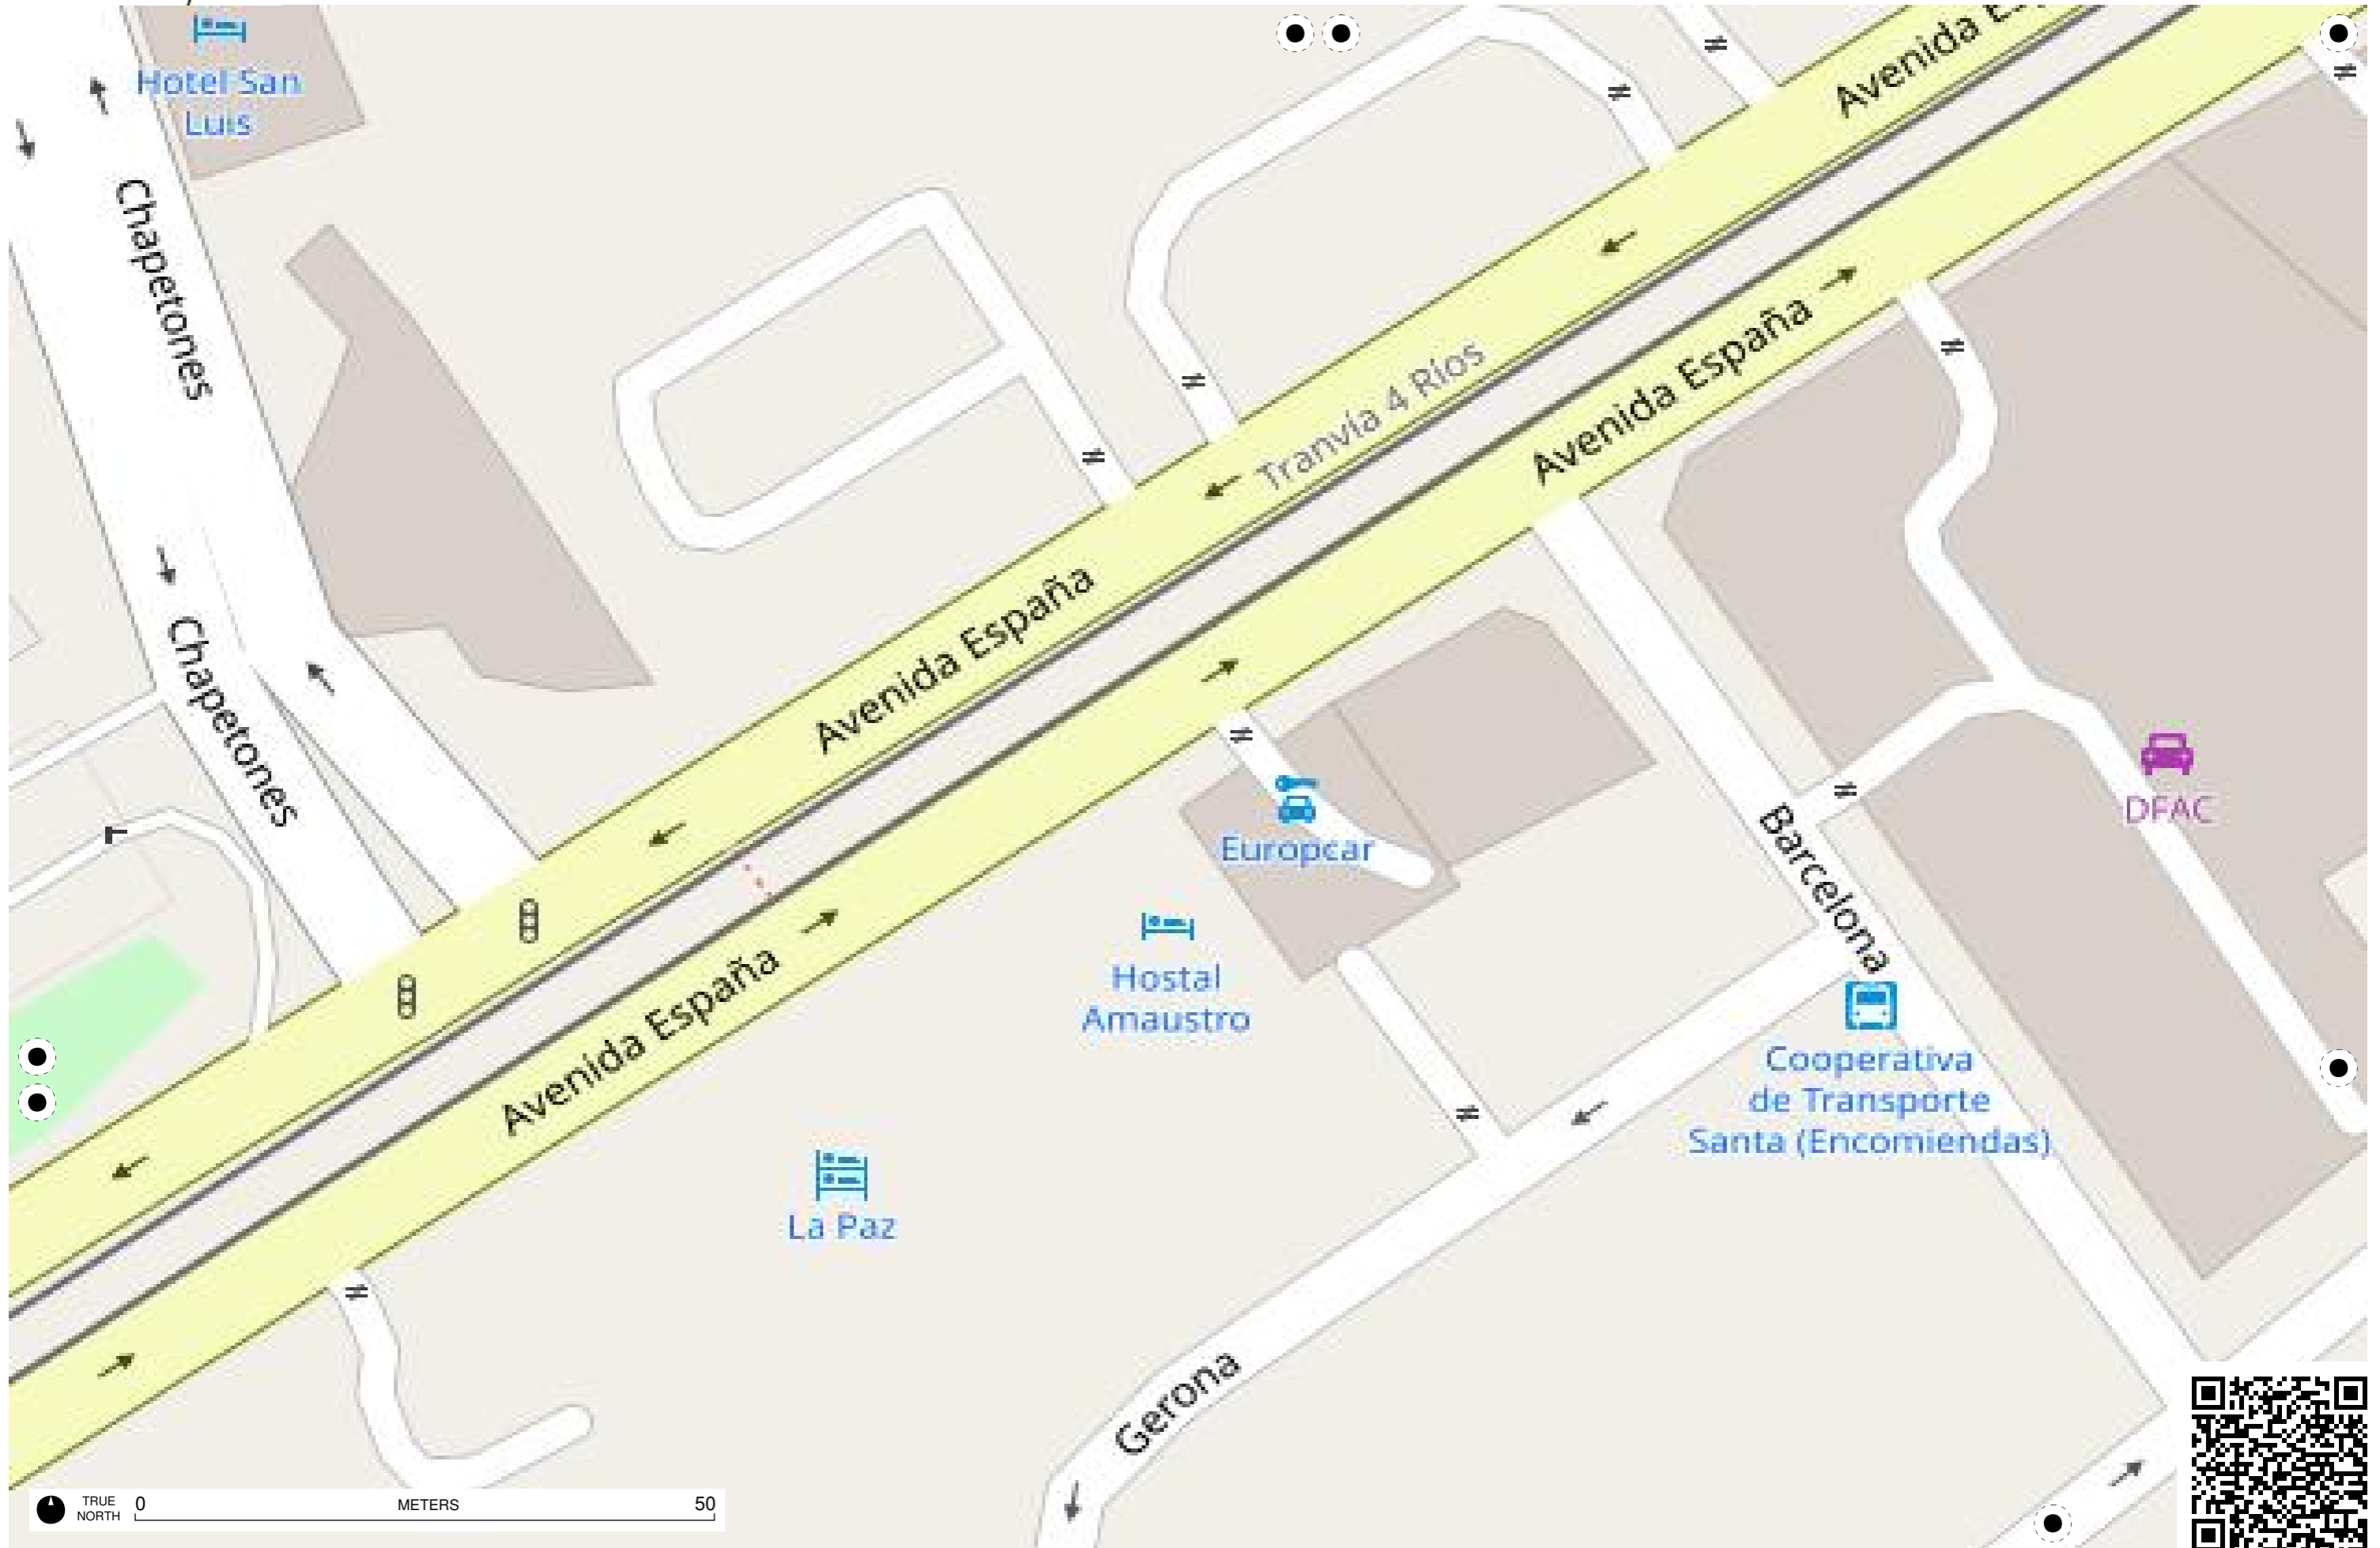 Hotel San
Luis
Avenida Es
Chapetones
Tranvía 4 Ríos
Avenida España
Avenida España
Chapetones
DFAC
Europcar
Barcelona
Hostal
Amaustro
Avenida España
Cooperativa
de Transporte
Santa (Encomiendas)
La Paz
Gerona
TRUE
NORTH
0 METERS 50